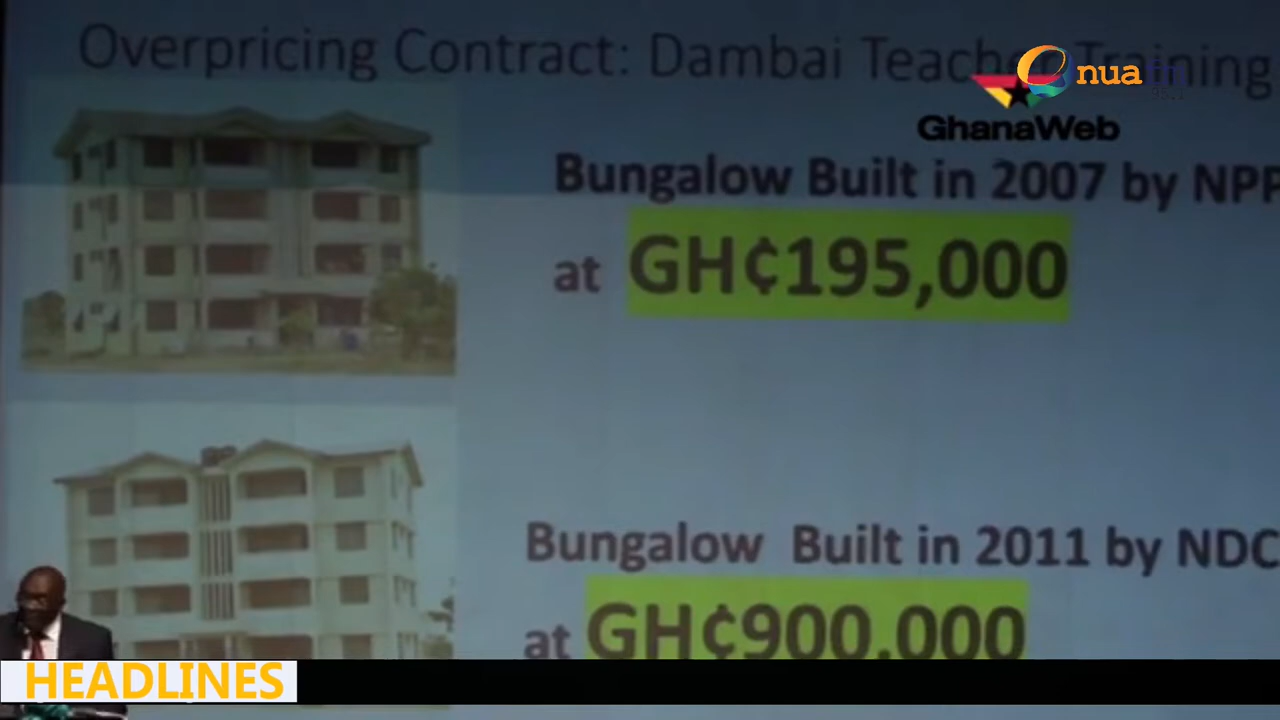 Overpricing Contract: Dambai Teacher Training
Onua fm
GhanaWeb
Bungalow Built in 2007 by NPP
at GH¢195,000
Bungalow Built in 2011 by NDC
at GH¢900,000
HEADLINES